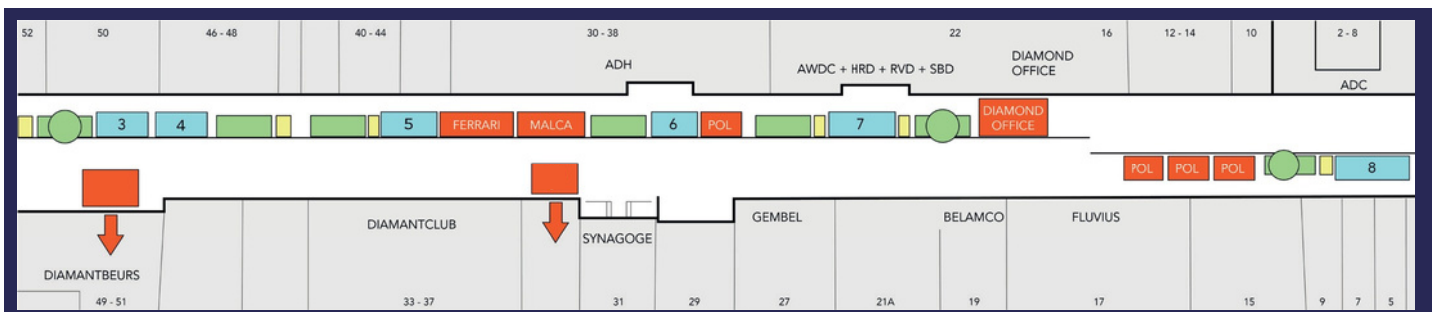 52
50
46 - 48
40 - 44
30 - 38
22
16
12 - 14
10
2 - 8
ADH
AWDC + HRD + RVD + SBD
DIAMOND
OFFICE
ADC
3
4
5
FERRARI
MALCA
6
POL
7
DIAMOND
OFFICE
POL
POL
POL
8
DIAMANTBEURS
DIAMANTCLUB
SYNAGOGE
GEMBEL
BELAMCO
FLUVIUS
49 - 51
33 - 37
31
29
27
21A
19
17
15
9
7
5